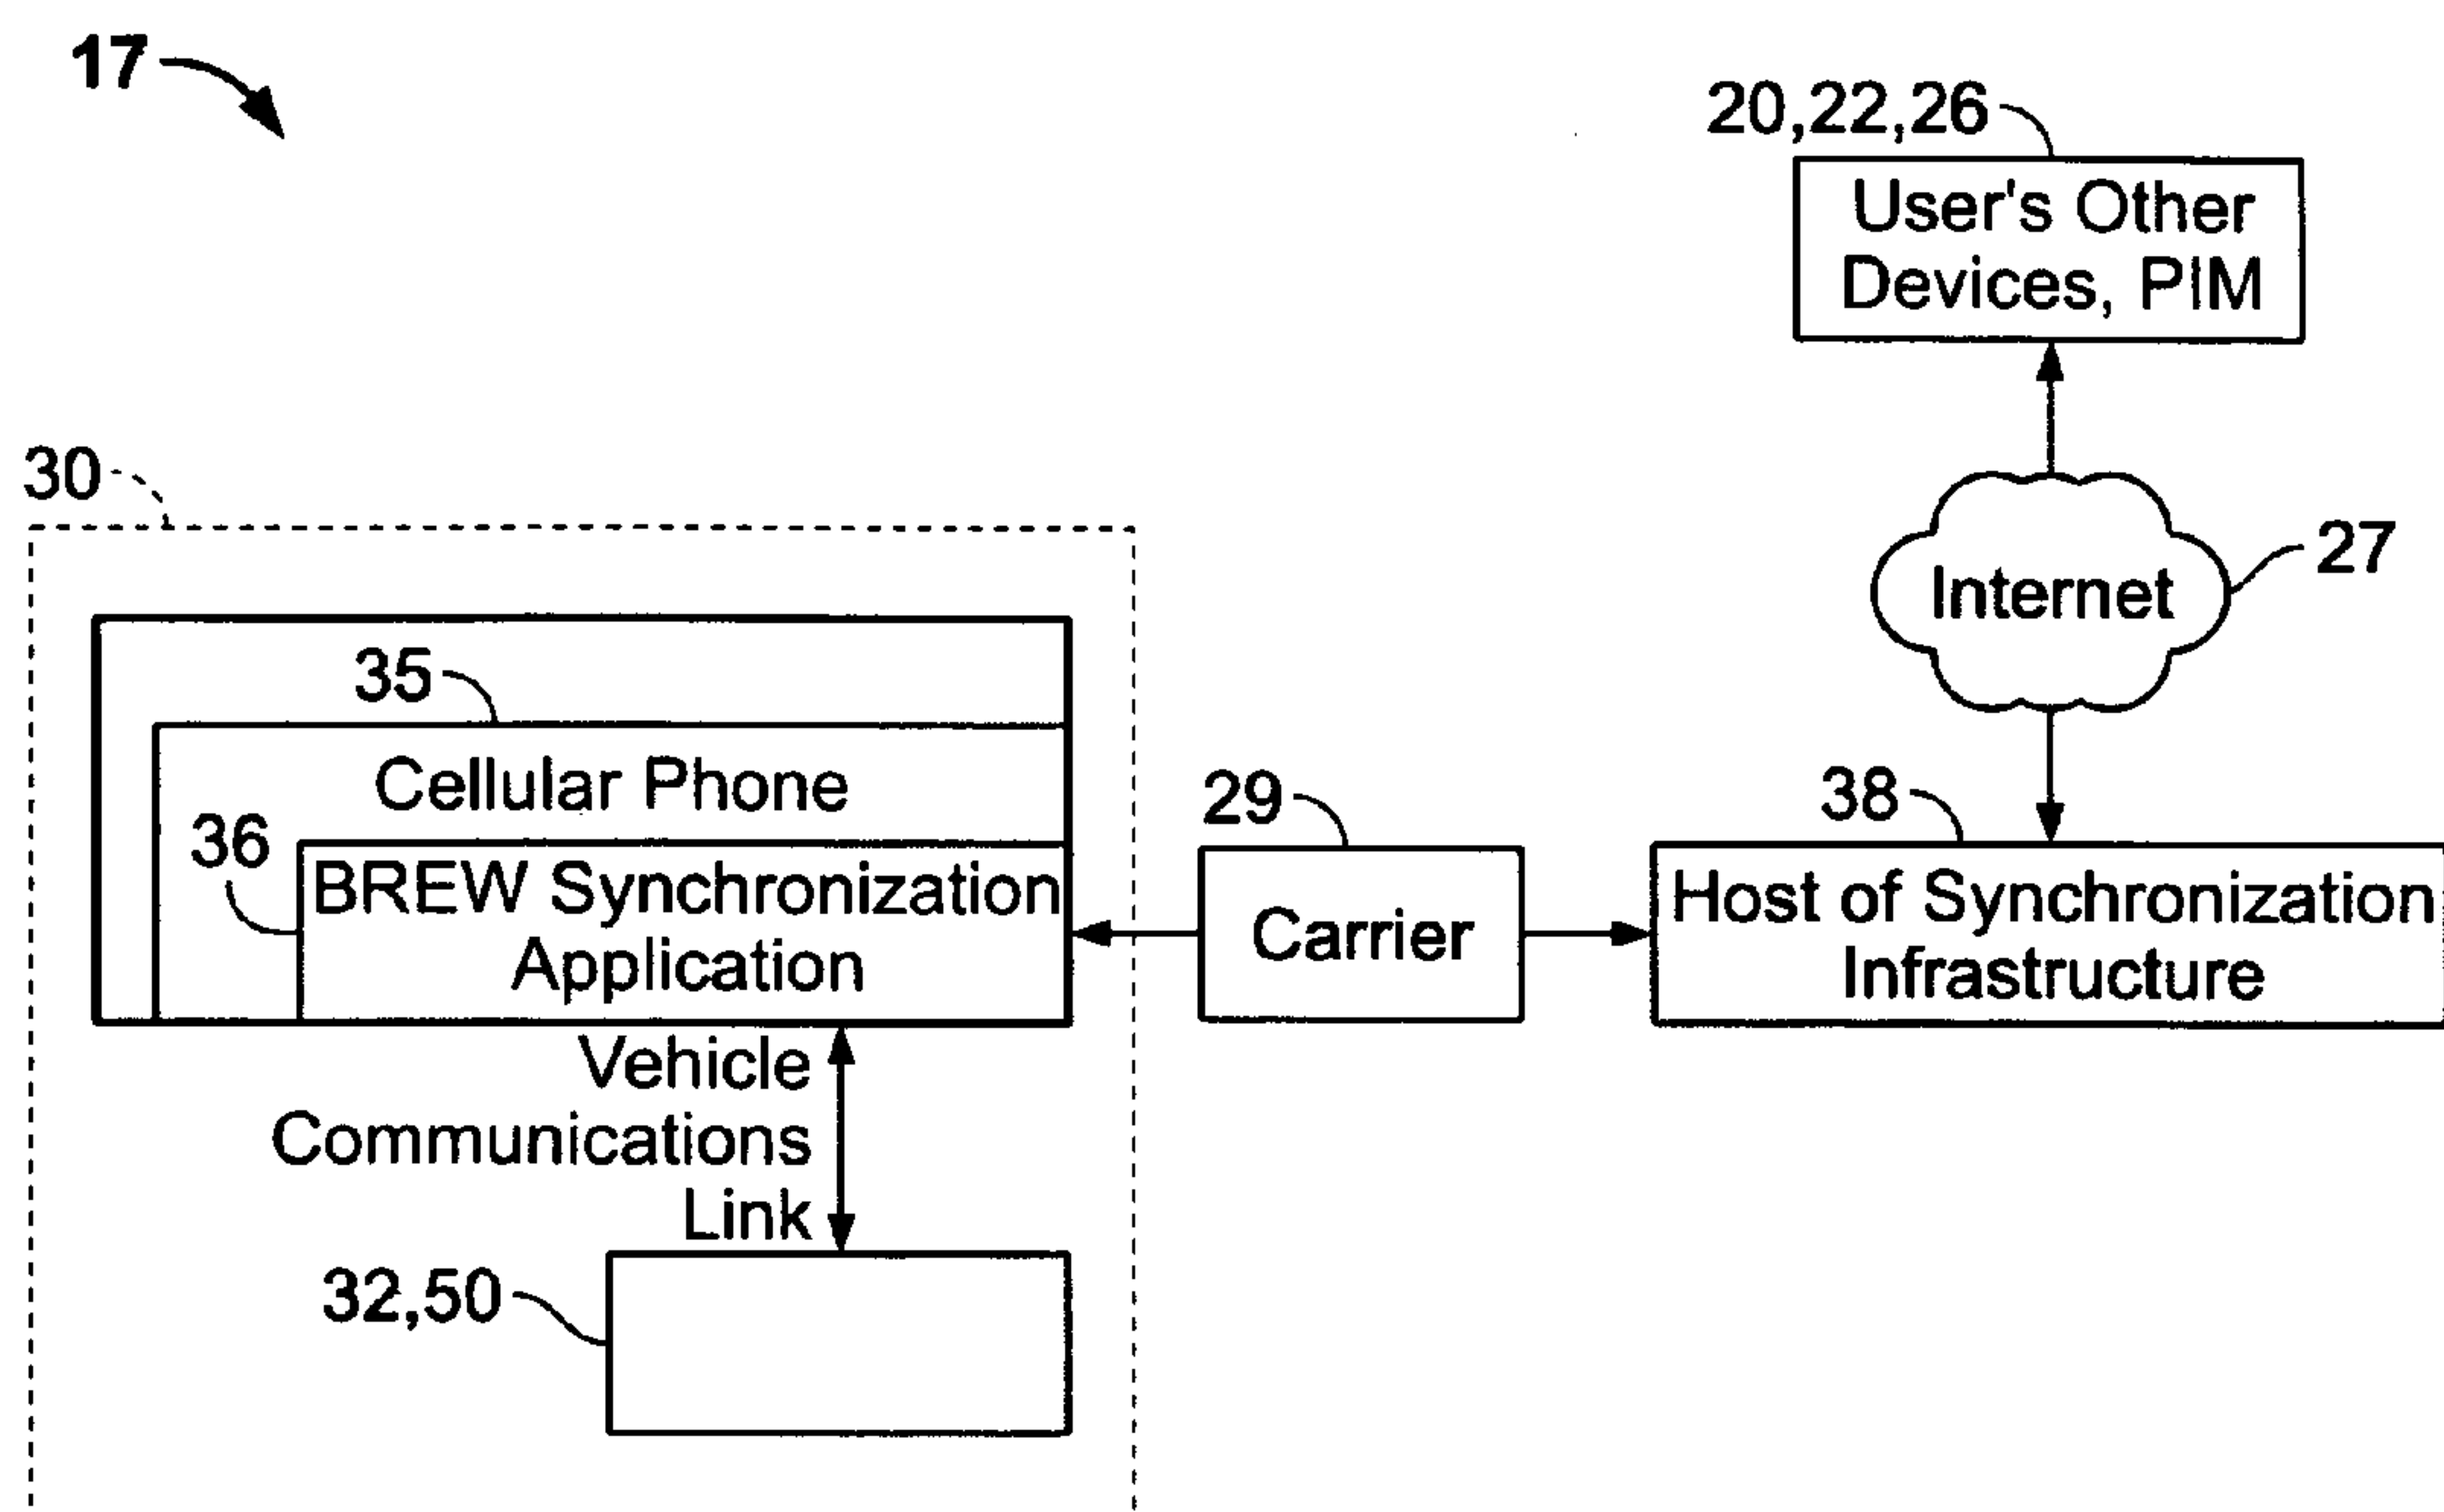 17
20,22,26
User's Other
Devices, PIM
30
27
Internet
35
Cellular Phone
36
BREW Synchronization
Application
29
Carrier
38
Host of Synchronization
Infrastructure
Vehicle
Communications
Link
32,50